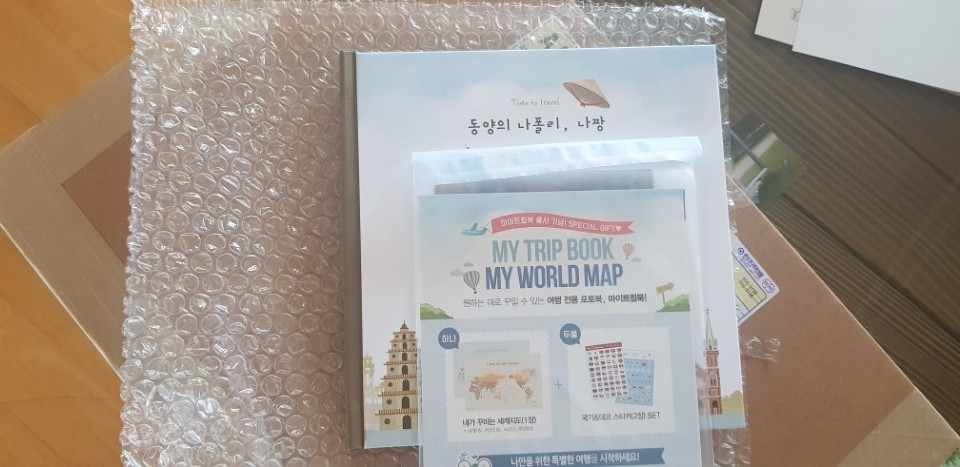 Time to travel
동양의 나폴리, 나짱
마이트립북 출시 기념! SPECIAL GIFT♥
MY TRIP BOOK
MY WORLD MAP
원하는 대로 꾸밀 수 있는 여행 전용 포토북, 마이트립북!
하나
두울
+
내가 꾸미는 세계지도(1장)
국기&데코 스티커(2장) SET
나만을 위한 특별한 여행을 시작하세요!